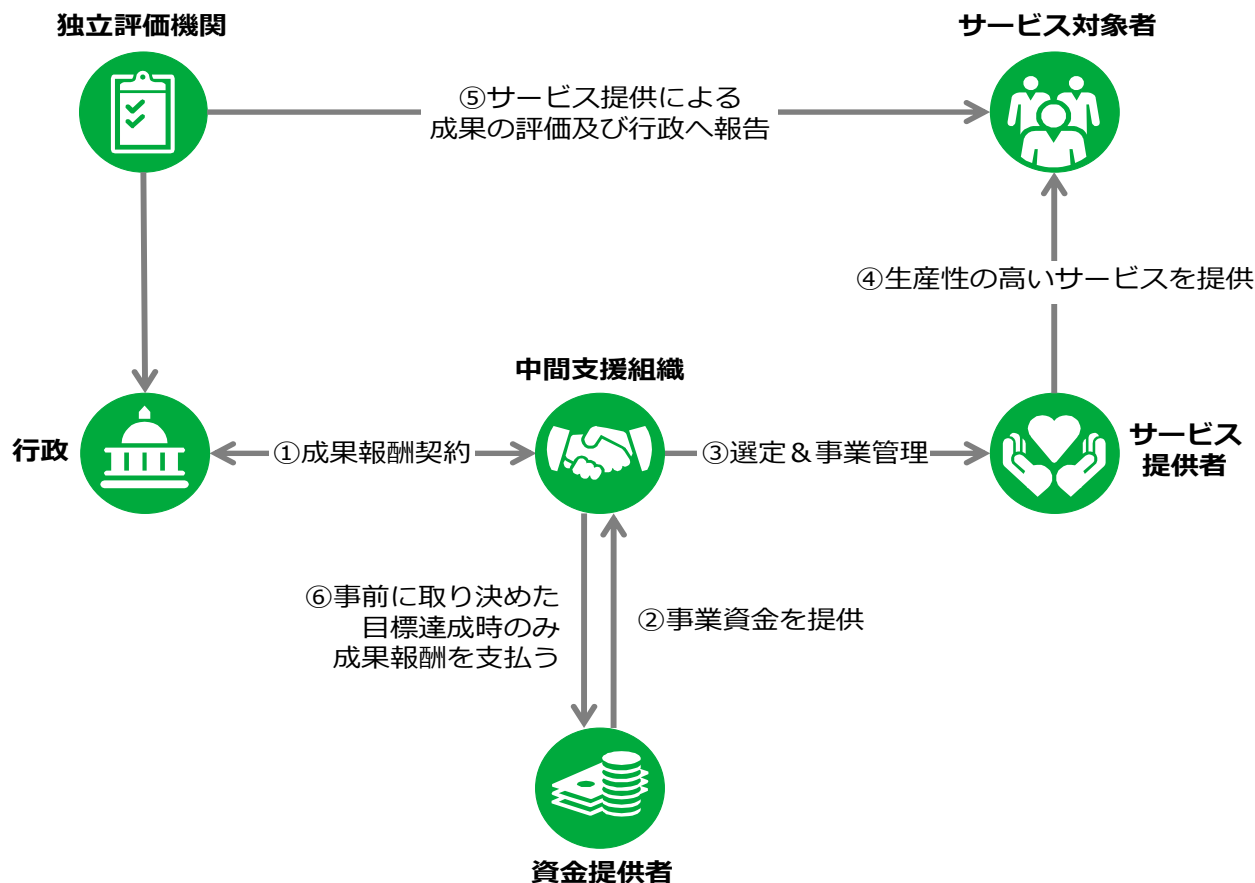 独立評価機関
サービス対象者
⑤サービス提供による
成果の評価及び行政へ報告
④生産性の高いサービスを提供
中間支援組織
行政
①成果報酬契約
③選定＆事業管理
サービス
提供者
⑥事前に取り決めた
目標達成時のみ
成果報酬を支払う
②事業資金を提供
資金提供者